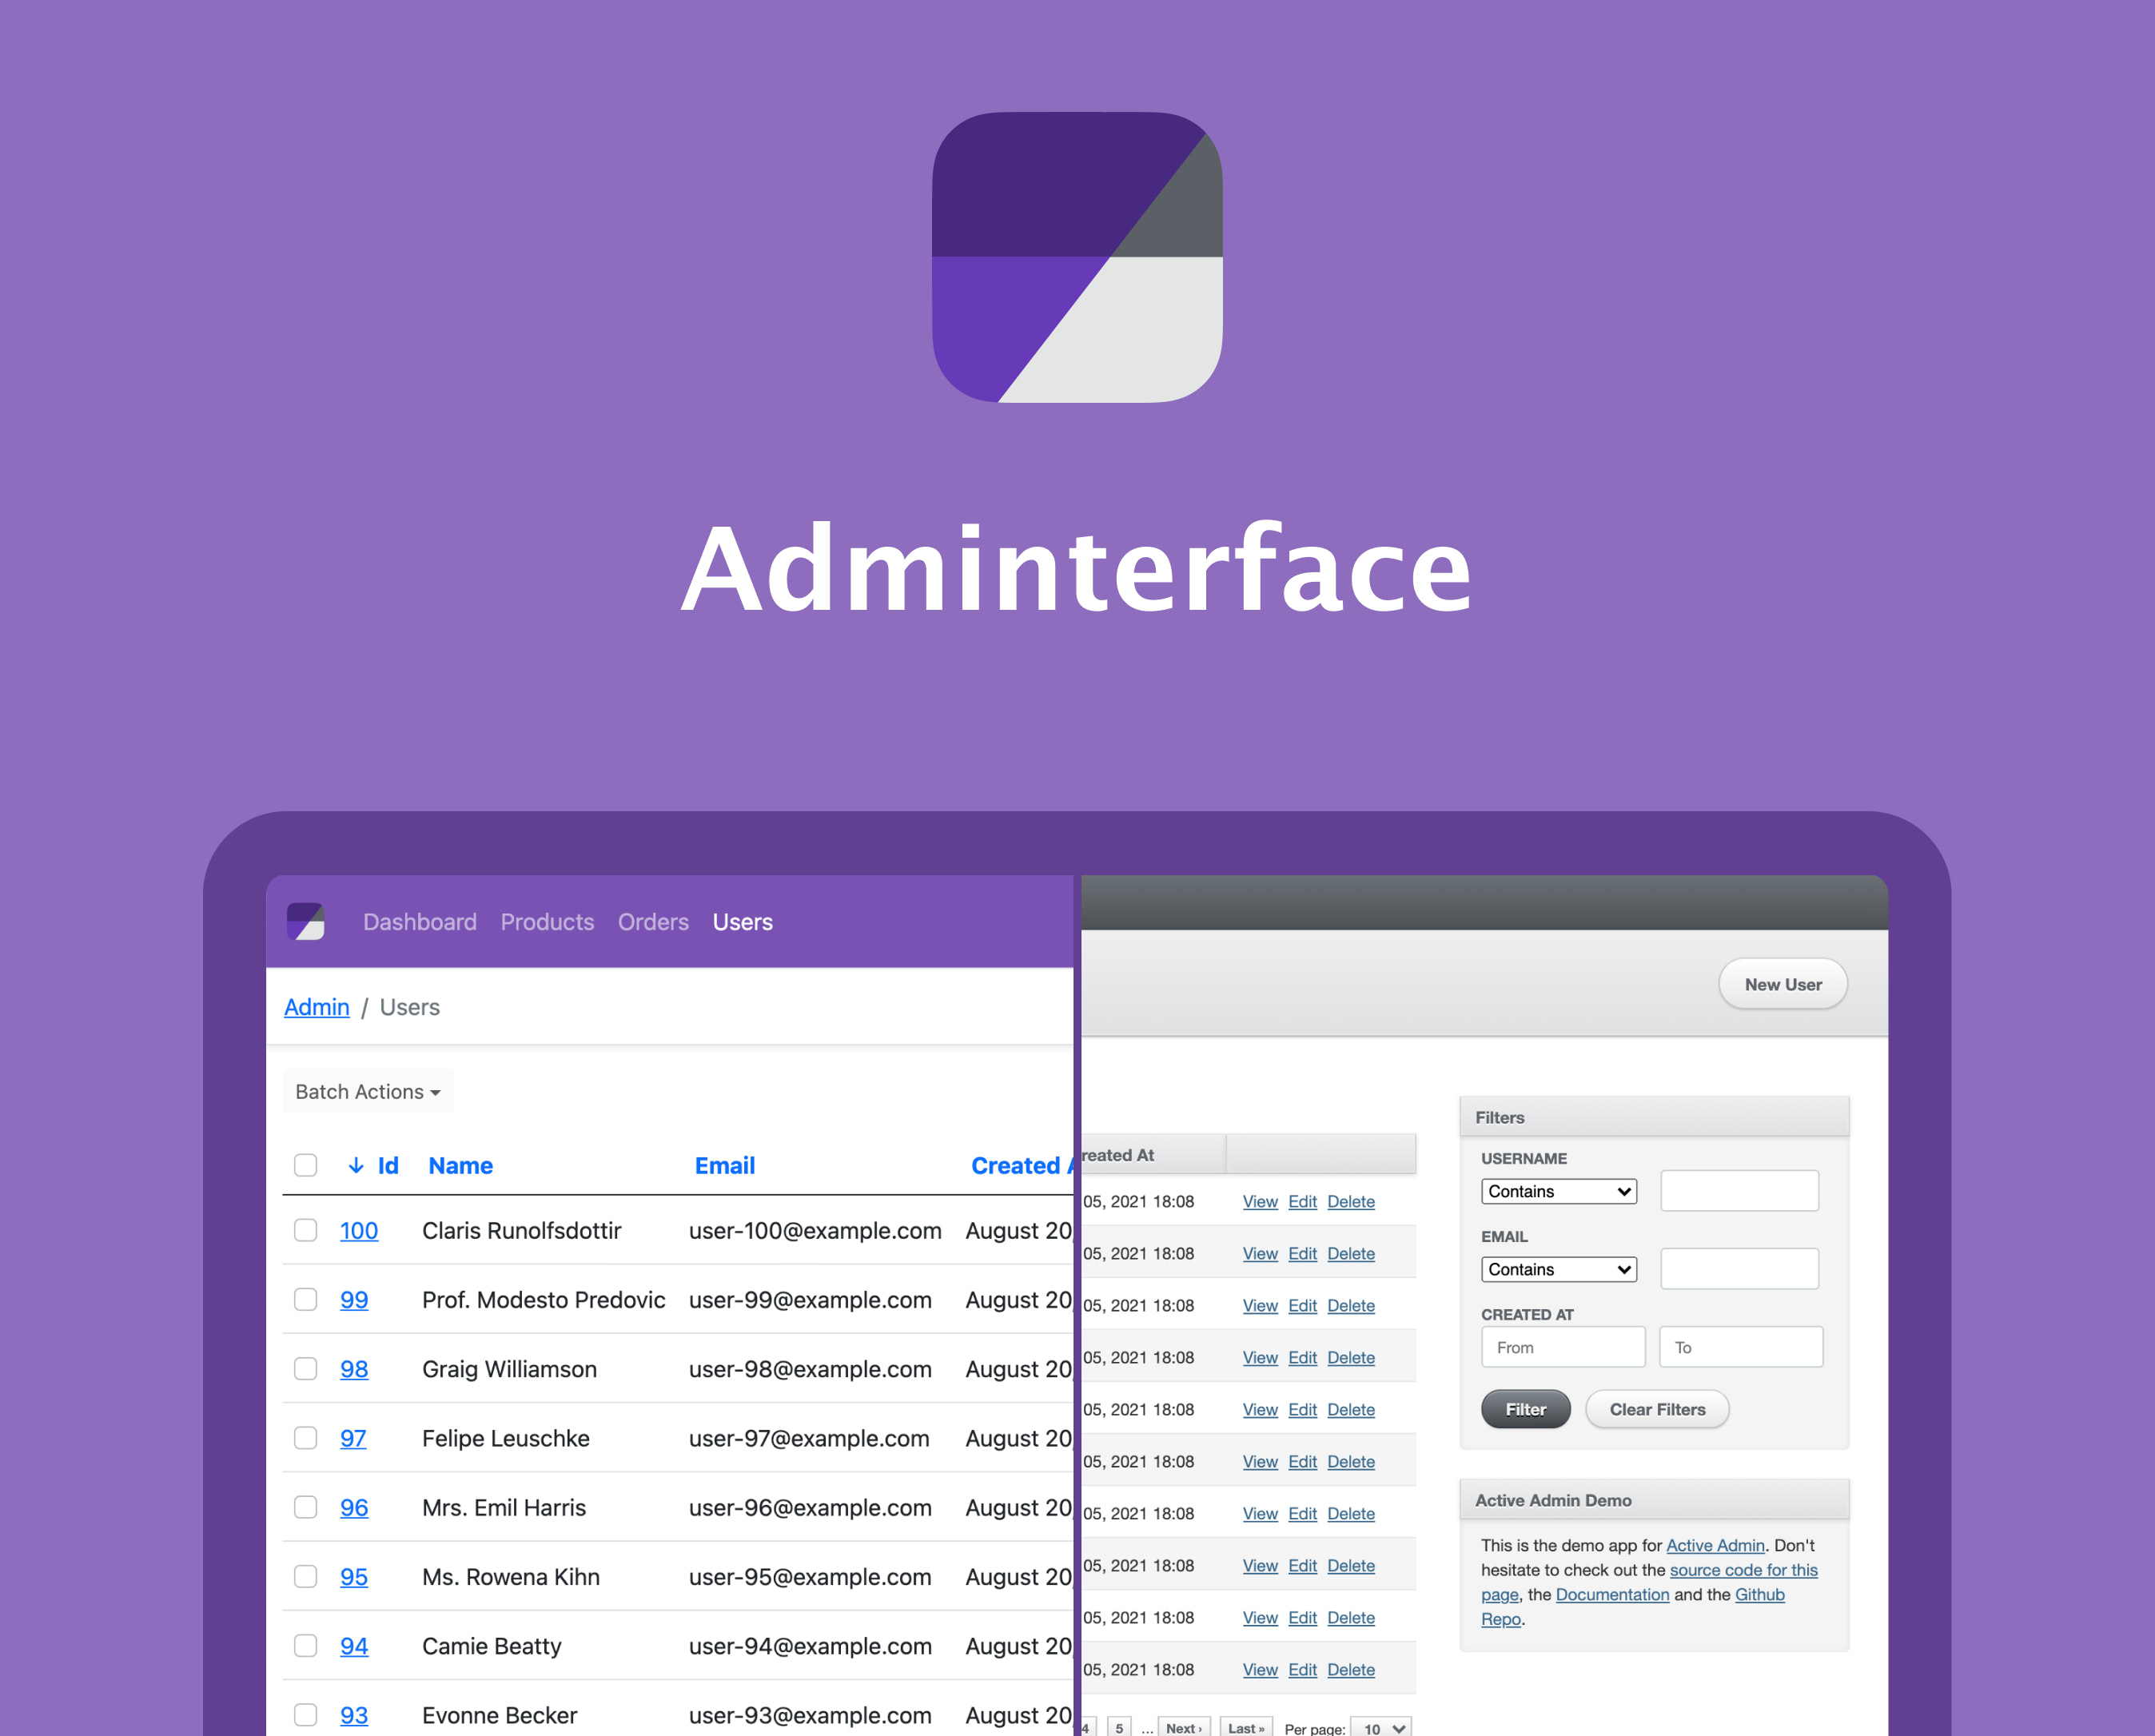 Adminterface
Dashboard Products Orders Users
Admin / Users
Batch Actions
Id Name Email Created
100 Claris Runolfsdottir user-100@example.com August 20,
99 Prof. Modesto Predovic user-99@example.com August 20,
98 Graig Williamson user-98@example.com August 20,
97 Felipe Leuschke user-97@example.com August 20,
96 Mrs. Emil Harris user-96@example.com August 20,
95 Ms. Rowena Kihn user-95@example.com August 20,
94 Camie Beatty user-94@example.com August 20,
93 Evonne Becker user-93@example.com August 20,
New User
reated At
05, 2021 18:08 View Edit Delete
05, 2021 18:08 View Edit Delete
05, 2021 18:08 View Edit Delete
05, 2021 18:08 View Edit Delete
05, 2021 18:08 View Edit Delete
05, 2021 18:08 View Edit Delete
05, 2021 18:08 View Edit Delete
05, 2021 18:08 View Edit Delete
05, 2021 18:08 View Edit Delete
05, 2021 18:08 View Edit Delete
4 5 ... Next › Last » Per page: 10
Filters
USERNAME
Contains
EMAIL
Contains
CREATED AT
From To
Filter Clear Filters
Active Admin Demo
This is the demo app for Active Admin. Don't
hesitate to check out the source code for this
page, the Documentation and the Github
Repo.